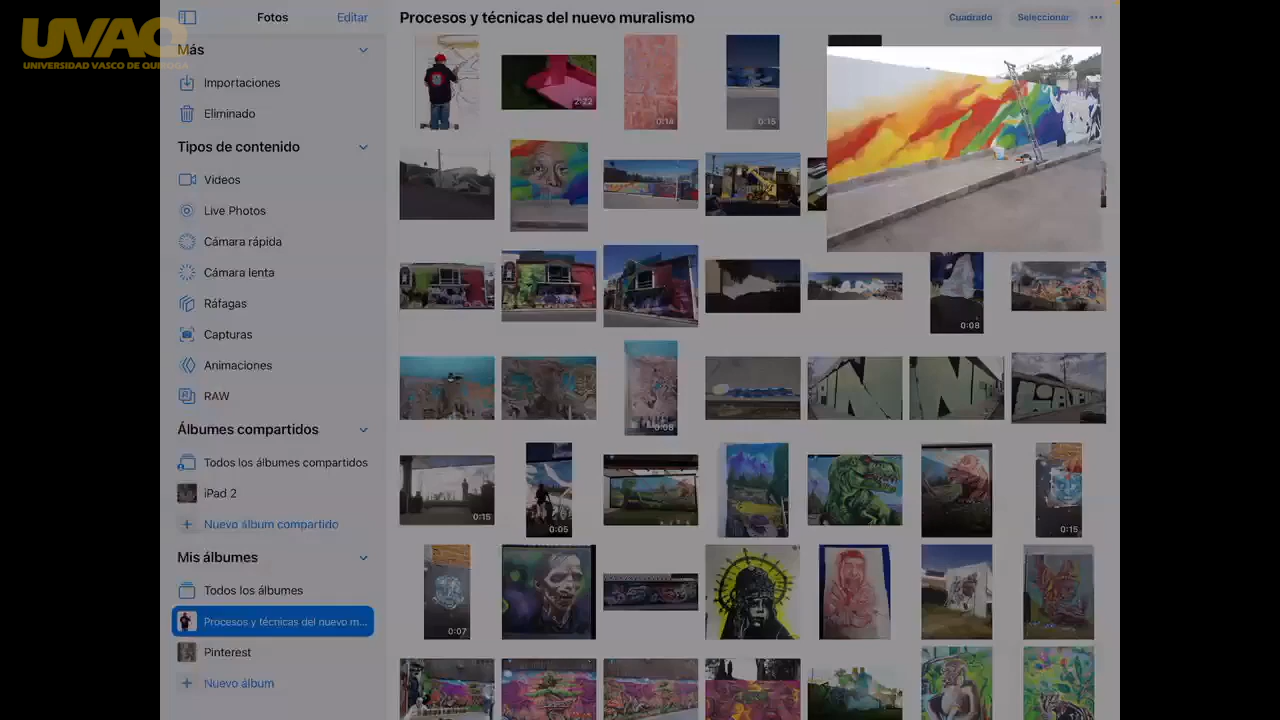 UVAQ
UNIVERSIDAD VASCO DE QUIROGA
Fotos
Editar
Más
Importaciones
Eliminado
Tipos de contenido
Videos
Live Photos
Cámara rápida
Cámara lenta
Ráfagas
Capturas
Animaciones
RAW
Álbumes compartidos
Todos los álbumes compartidos
iPad 2
Nuevo álbum compartido
Mis álbumes
Todos los álbumes
Procesos y técnicas del nuevo m...
Pinterest
Nuevo álbum
Procesos y técnicas del nuevo muralismo
Cuadrado
Seleccionar
2:22
0:14
0:15
0:08
0:08
0:15
0:05
0:15
0:07